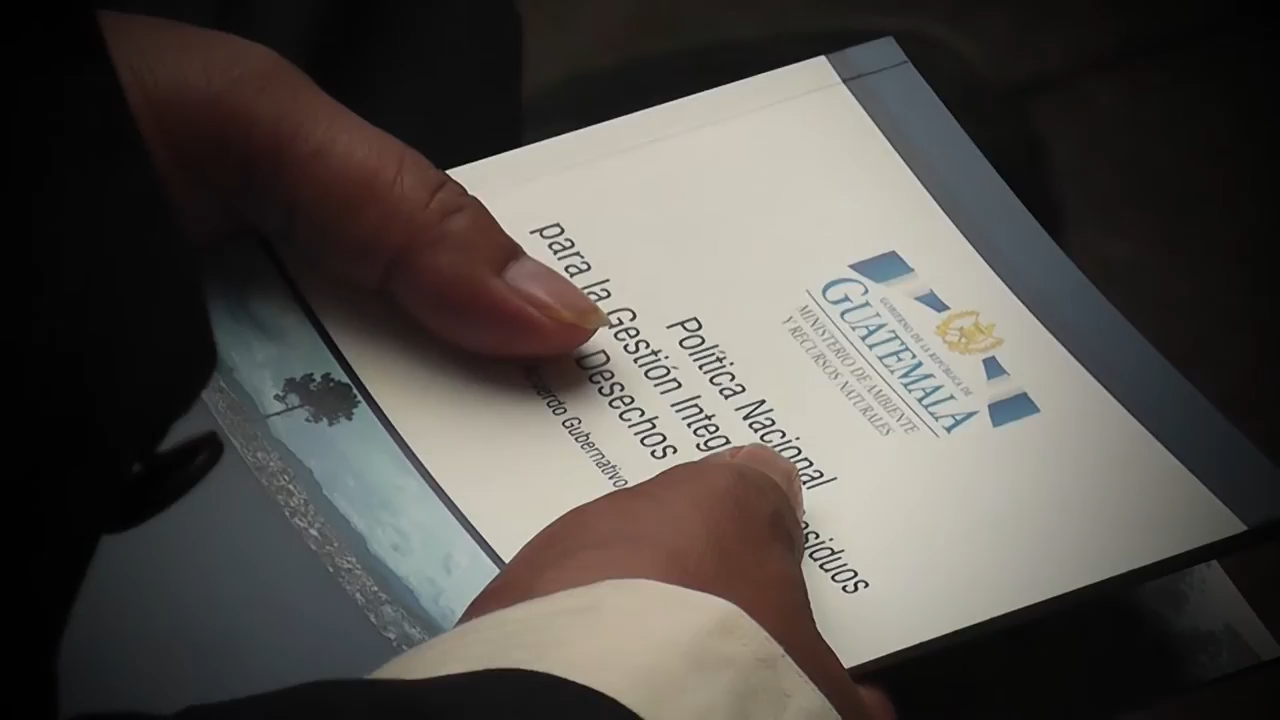 GOBIERNO DE LA REPÚBLICA DE
GUATEMALA
MINISTERIO DE AMBIENTE
Y RECURSOS NATURALES
Política Nacional
para la Gestión Integ siduos
Desechos
Gubernativo